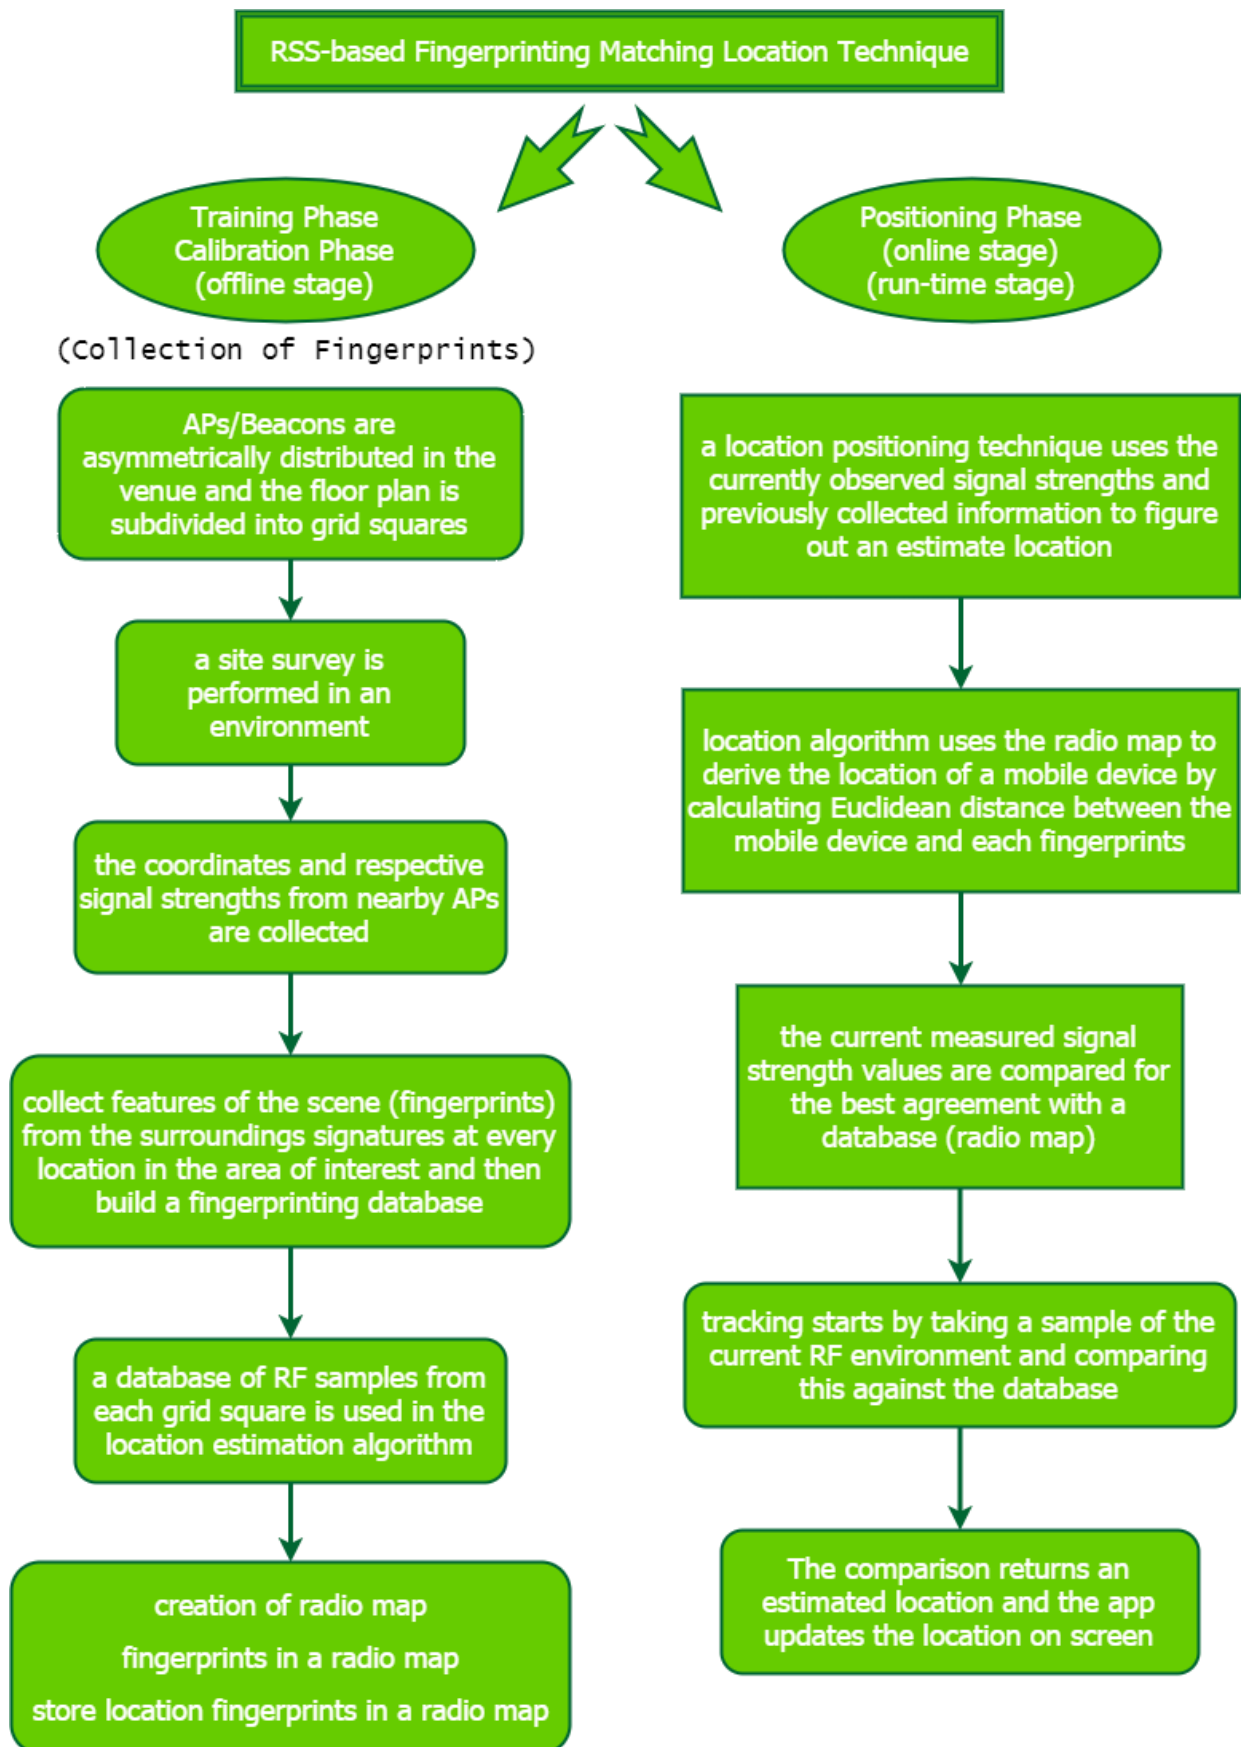 RSS-based Fingerprinting Matching Location Technique
Training Phase
Calibration Phase
(offline stage)
(Collection of Fingerprints)
APs/Beacons are
asymmetrically distributed in the
venue and the floor plan is
subdivided into grid squares
a site survey is
performed in an
environment
the coordinates and respective
signal strengths from nearby APs
are collected
collect features of the scene (fingerprints)
from the surroundings signatures at every
location in the area of interest and then
build a fingerprinting database
a database of RF samples from
each grid square is used in the
location estimation algorithm
creation of radio map
fingerprints in a radio map
store location fingerprints in a radio map
Positioning Phase
(online stage)
(run-time stage)
a location positioning technique uses the
currently observed signal strengths and
previously collected information to figure
out an estimate location
location algorithm uses the radio map to
derive the location of a mobile device by
calculating Euclidean distance between the
mobile device and each fingerprints
the current measured signal
strength values are compared for
the best agreement with a
database (radio map)
tracking starts by taking a sample of the
current RF environment and comparing
this against the database
The comparison returns an
estimated location and the app
updates the location on screen